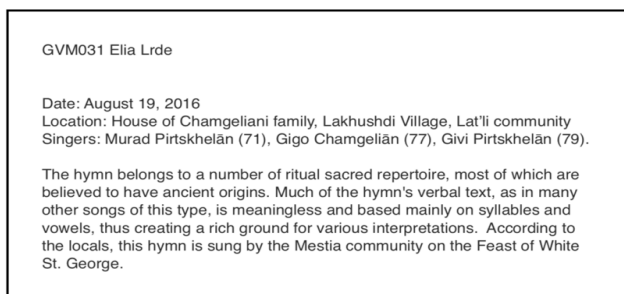 GVM031 Elia Lrde
Date: August 19, 2016
Location: House of Chamgeliani family, Lakhushdi Village, Lat'li community
Singers: Murad Pirtskhelān (71), Gigo Chamgeliān (77), Givi Pirtskhelān (79).
The hymn belongs to a number of ritual sacred repertoire, most of which are
believed to have ancient origins. Much of the hymn's verbal text, as in many
other songs of this type, is meaningless and based mainly on syllables and
vowels, thus creating a rich ground for various interpretations.  According to
the locals, this hymn is sung by the Mestia community on the Feast of White
St. George.